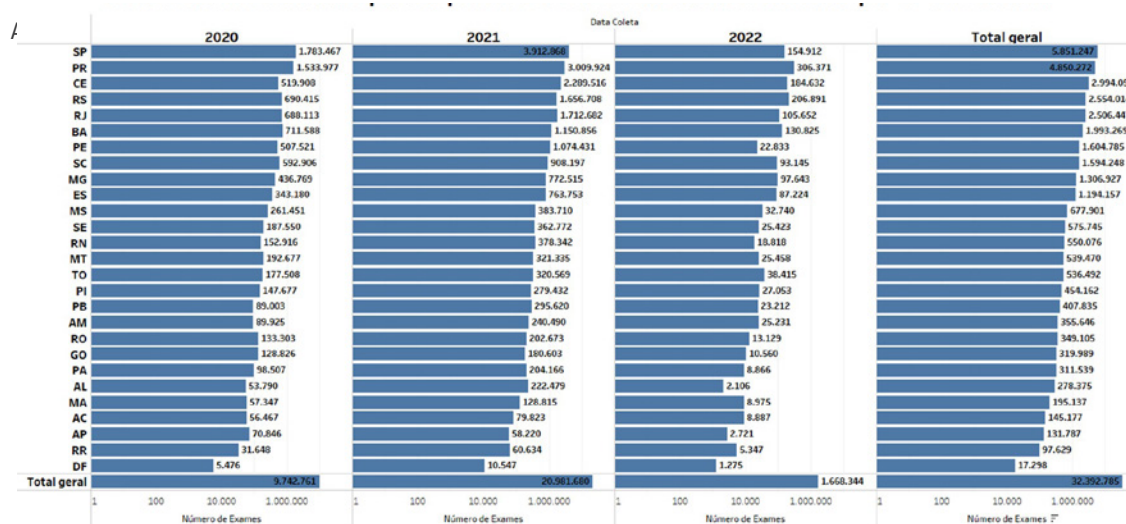 Data Coleta
2020 2021 2022 Total geral
SP 1.783.467 3.912.868 154.912 5.851.247
PR 1.533.977 3.009.924 306.371 4.850.272
CE 519.908 2.289.516 184.632 2.994.05
RS 690.415 1.656.708 206.891 2.554.01
RJ 688.113 1.712.682 105.652 2.506.44
BA 711.588 1.150.856 130.825 1.993.269
PE 507.521 1.074.431 22.833 1.604.785
SC 592.906 908.197 93.145 1.594.248
MG 436.769 772.515 97.643 1.306.927
ES 343.180 763.753 87.224 1.194.157
MS 261.451 383.710 32.740 677.901
SE 187.550 362.772 25.423 575.745
RN 152.916 378.342 18.818 550.076
MT 192.677 321.335 25.458 539.470
TO 177.508 320.569 38.415 536.492
PI 147.677 279.432 27.053 454.162
PB 89.003 295.620 23.212 407.835
AM 89.925 240.490 25.231 355.646
RO 133.303 202.673 13.129 349.105
GO 128.826 180.603 10.560 319.989
PA 98.507 204.166 8.866 311.539
AL 53.790 222.479 2.106 278.375
MA 57.347 128.815 8.975 195.137
AC 56.467 79.823 8.887 145.177
AP 70.846 58.220 2.721 131.787
RR 31.648 60.634 5.347 97.629
DF 5.476 10.547 1.275 17.298
Total geral 9.742.761 20.981.680 1.668.344 32.392.785
1 100 10.000 1.000.000 1 100 10.000 1.000.000 1 100 10.000 1.000.000 1 100 10.000 1.000.000
Número de Exames Número de Exames Número de Exames Número de Exames